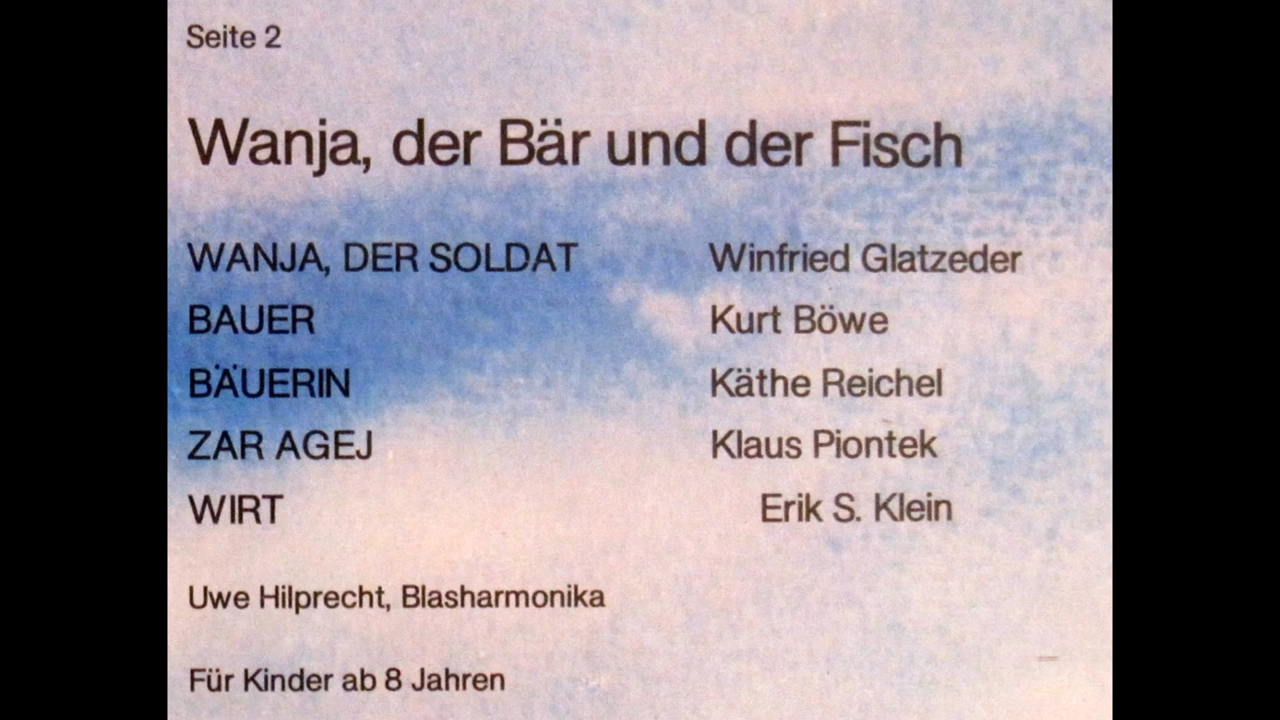 Seite 2
Wanja, der Bär und der Fisch
WANJA, DER SOLDAT Winfried Glatzeder
BAUER Kurt Böwe
BÄUERIN Käthe Reichel
ZAR AGEJ Klaus Piontek
WIRT Erik S. Klein
Uwe Hilprecht, Blasharmonika
Für Kinder ab 8 Jahren